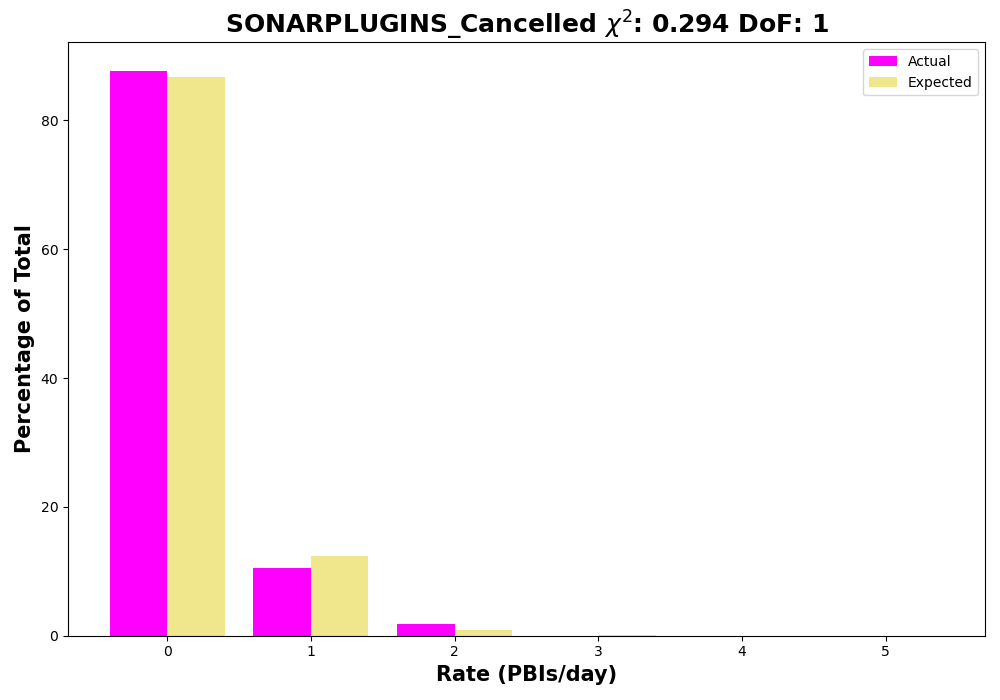 SONARPLUGINS_Cancelled χ²: 0.294 DoF: 1
Actual
Expected
Percentage of Total
80
60
40
20
0
0 1 2 3 4 5
Rate (PBIs/day)